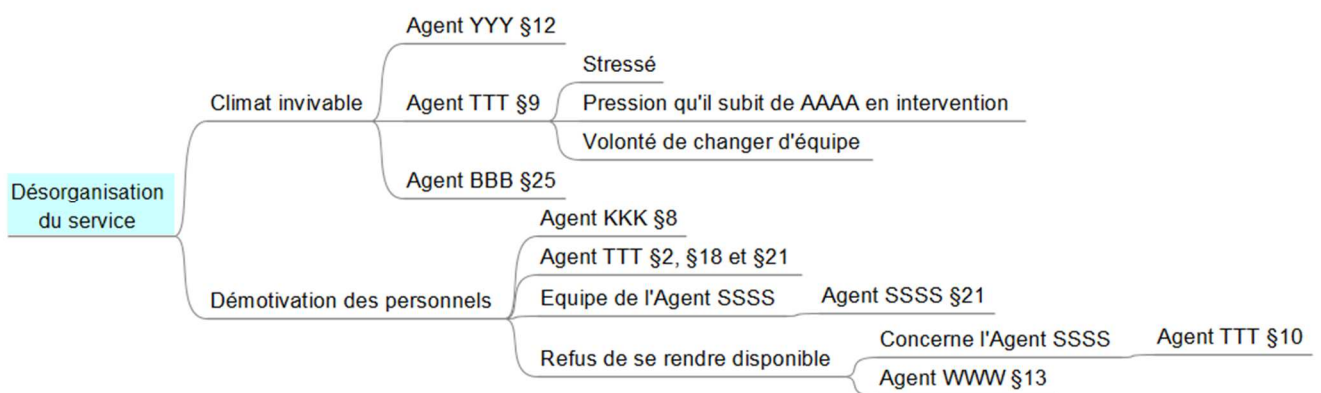 Agent YYY §12
Stressé
Climat invivable
Agent TTT §9
Pression qu'il subit de AAAA en intervention
Volonté de changer d'équipe
Agent BBB §25
Désorganisation
du service
Agent KKK §8
Agent TTT §2, §18 et §21
Démotivation des personnels
Equipe de l'Agent SSSS
Agent SSSS §21
Refus de se rendre disponible
Concerne l'Agent SSSS
Agent TTT §10
Agent WWW §13